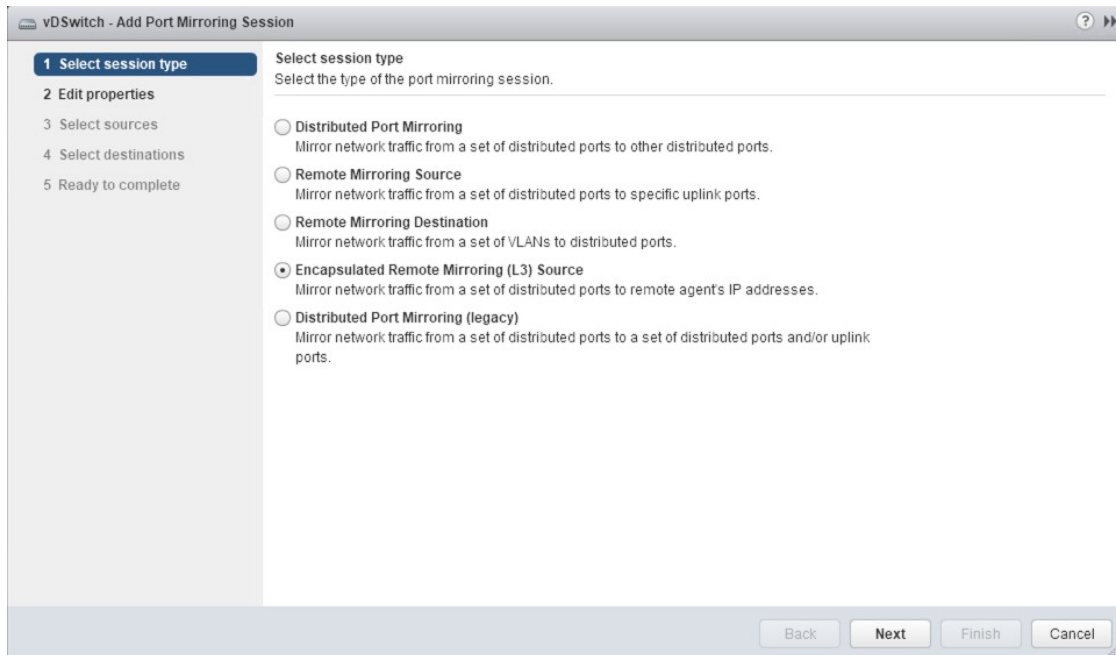 vDSwitch - Add Port Mirroring Session
1 Select session type
2 Edit properties
3 Select sources
4 Select destinations
5 Ready to complete
Select session type
Select the type of the port mirroring session.
Distributed Port Mirroring
Mirror network traffic from a set of distributed ports to other distributed ports.
Remote Mirroring Source
Mirror network traffic from a set of distributed ports to specific uplink ports.
Remote Mirroring Destination
Mirror network traffic from a set of VLANs to distributed ports.
Encapsulated Remote Mirroring (L3) Source
Mirror network traffic from a set of distributed ports to remote agent's IP addresses.
Distributed Port Mirroring (legacy)
Mirror network traffic from a set of distributed ports to a set of distributed ports and/or uplink
ports.
Back Next Finish Cancel